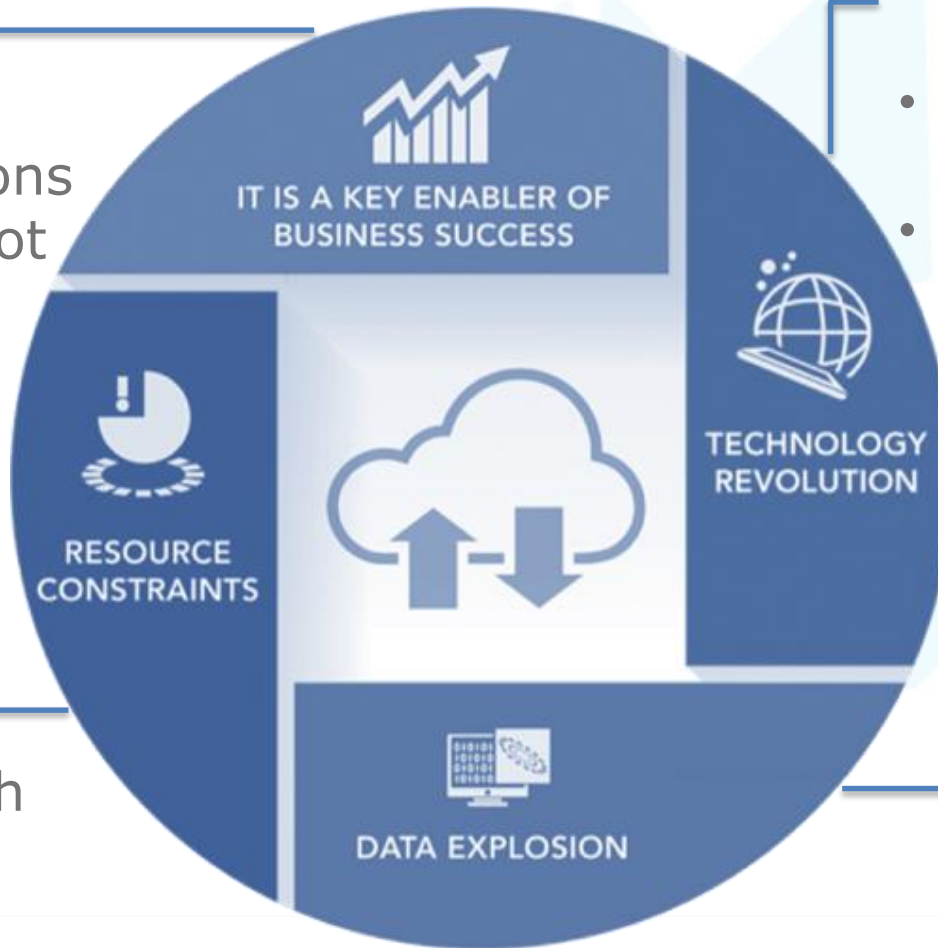 ons
ot
IT IS A KEY ENABLER OF
BUSINESS SUCCESS
•
•
TECHNOLOGY
REVOLUTION
RESOURCE
CONSTRAINTS
h
DATA EXPLOSION